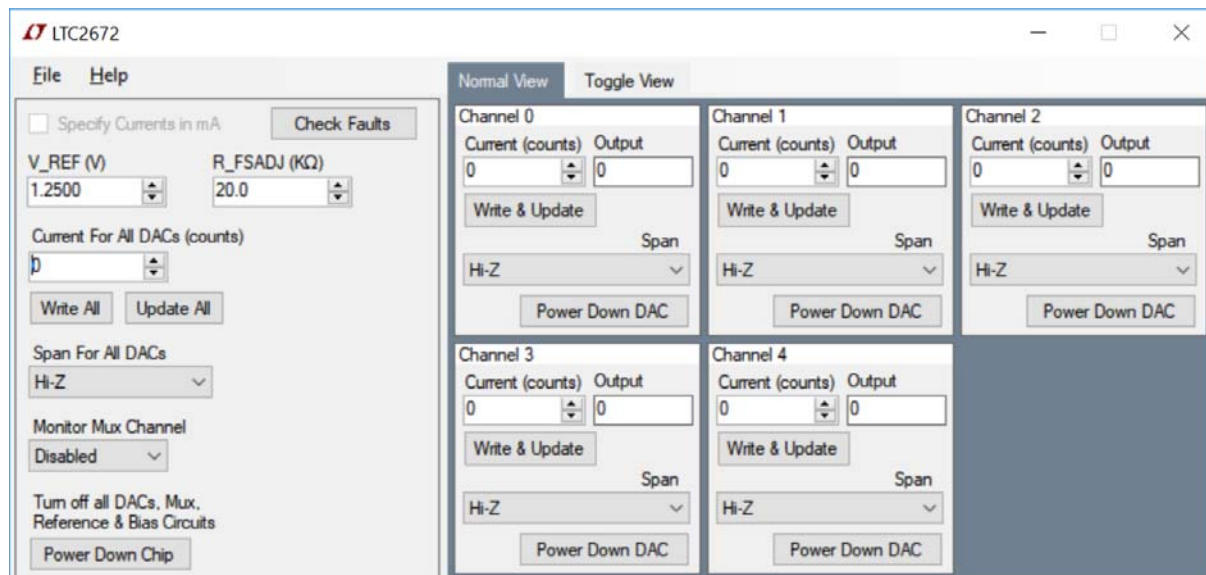 LTC2672
File Help
Specify Currents in mA Check Faults
V_REF (V) R_FSADJ (KΩ)
1.2500 20.0
Current For All DACs (counts)
0
Write All Update All
Span For All DACs
Hi-Z
Monitor Mux Channel
Disabled
Turn off all DACs, Mux,
Reference & Bias Circuits
Power Down Chip
Normal View Toggle View
Channel 0
Current (counts) Output
0 0
Write & Update
Span
Hi-Z
Power Down DAC
Channel 1
Current (counts) Output
0 0
Write & Update
Span
Hi-Z
Power Down DAC
Channel 2
Current (counts) Output
0 0
Write & Update
Span
Hi-Z
Power Down DAC
Channel 3
Current (counts) Output
0 0
Write & Update
Span
Hi-Z
Power Down DAC
Channel 4
Current (counts) Output
0 0
Write & Update
Span
Hi-Z
Power Down DAC